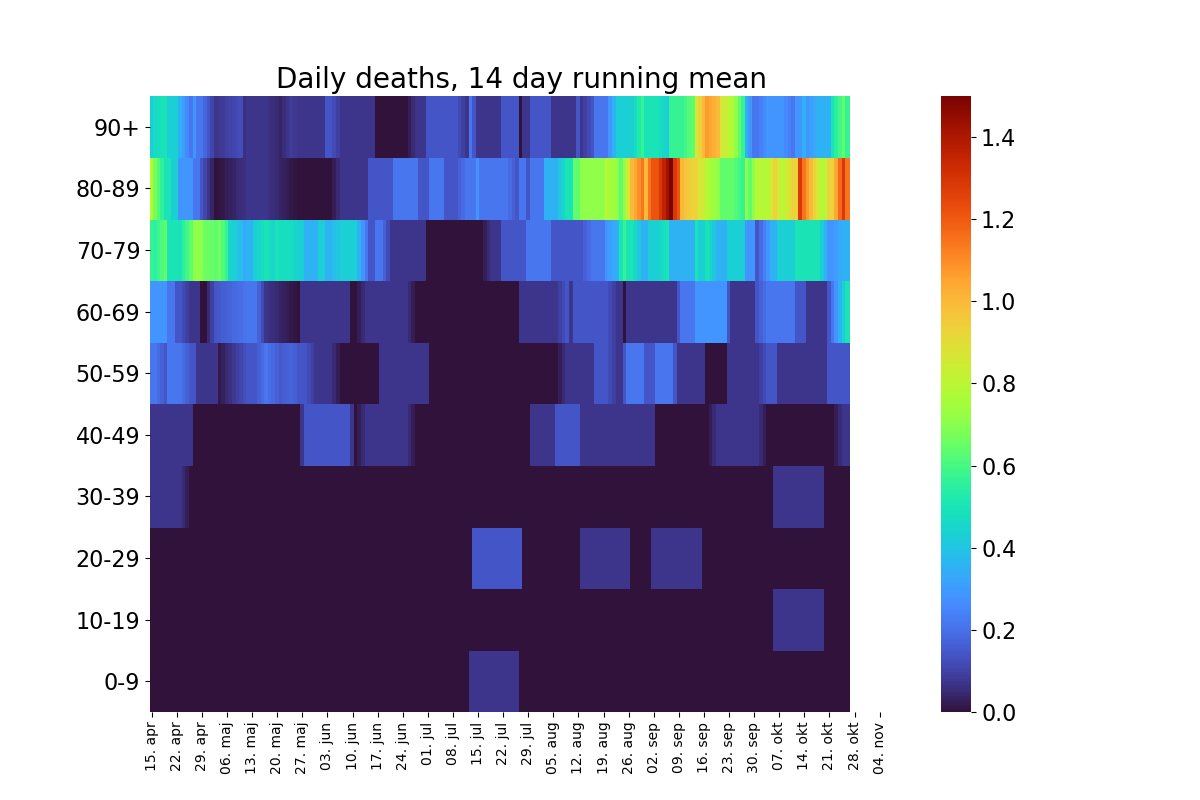 Daily deaths, 14 day running mean
90+
80-89
70-79
60-69
50-59
40-49
30-39
20-29
10-19
0-9
15. apr
22. apr
29. apr
06. maj
13. maj
20. maj
27. maj
03. jun
10. jun
17. jun
24. jun
01. jul
08. jul
15. jul
22. jul
29. jul
05. aug
12. aug
19. aug
26. aug
02. sep
09. sep
16. sep
23. sep
30. sep
07. okt
14. okt
21. okt
28. okt
04. nov
1.4
1.2
1.0
0.8
0.6
0.4
0.2
0.0